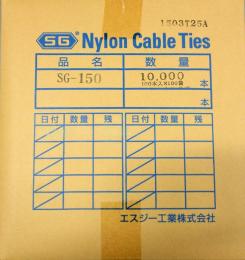 1503T25A
SG® Nylon Cable Ties
品名 数量
SG-150 10,000 本
100本入×100袋
本
日付 数量 残 日付 数量 残
エスジー工業株式会社